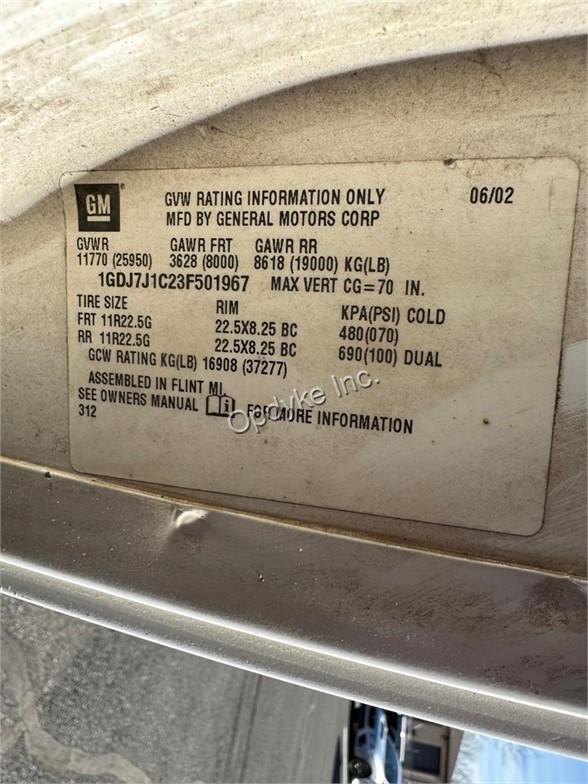 GM
GVW RATING INFORMATION ONLY 06/02
MFD BY GENERAL MOTORS CORP
GVWR GAWR FRT GAWR RR
11770 (25950) 3628 (8000) 8618 (19000) KG(LB)
1GDJ7J1C23F501967 MAX VERT CG=70 IN.
TIRE SIZE RIM KPA(PSI) COLD
FRT 11R22.5G 22.5X8.25 BC 480(070)
RR 11R22.5G 22.5X8.25 BC 690(100) DUAL
GCW RATING KG(LB) 16908 (37277)
ASSEMBLED IN FLINT MI.
SEE OWNERS MANUAL FOR MORE INFORMATION
312
Opdyke Inc.